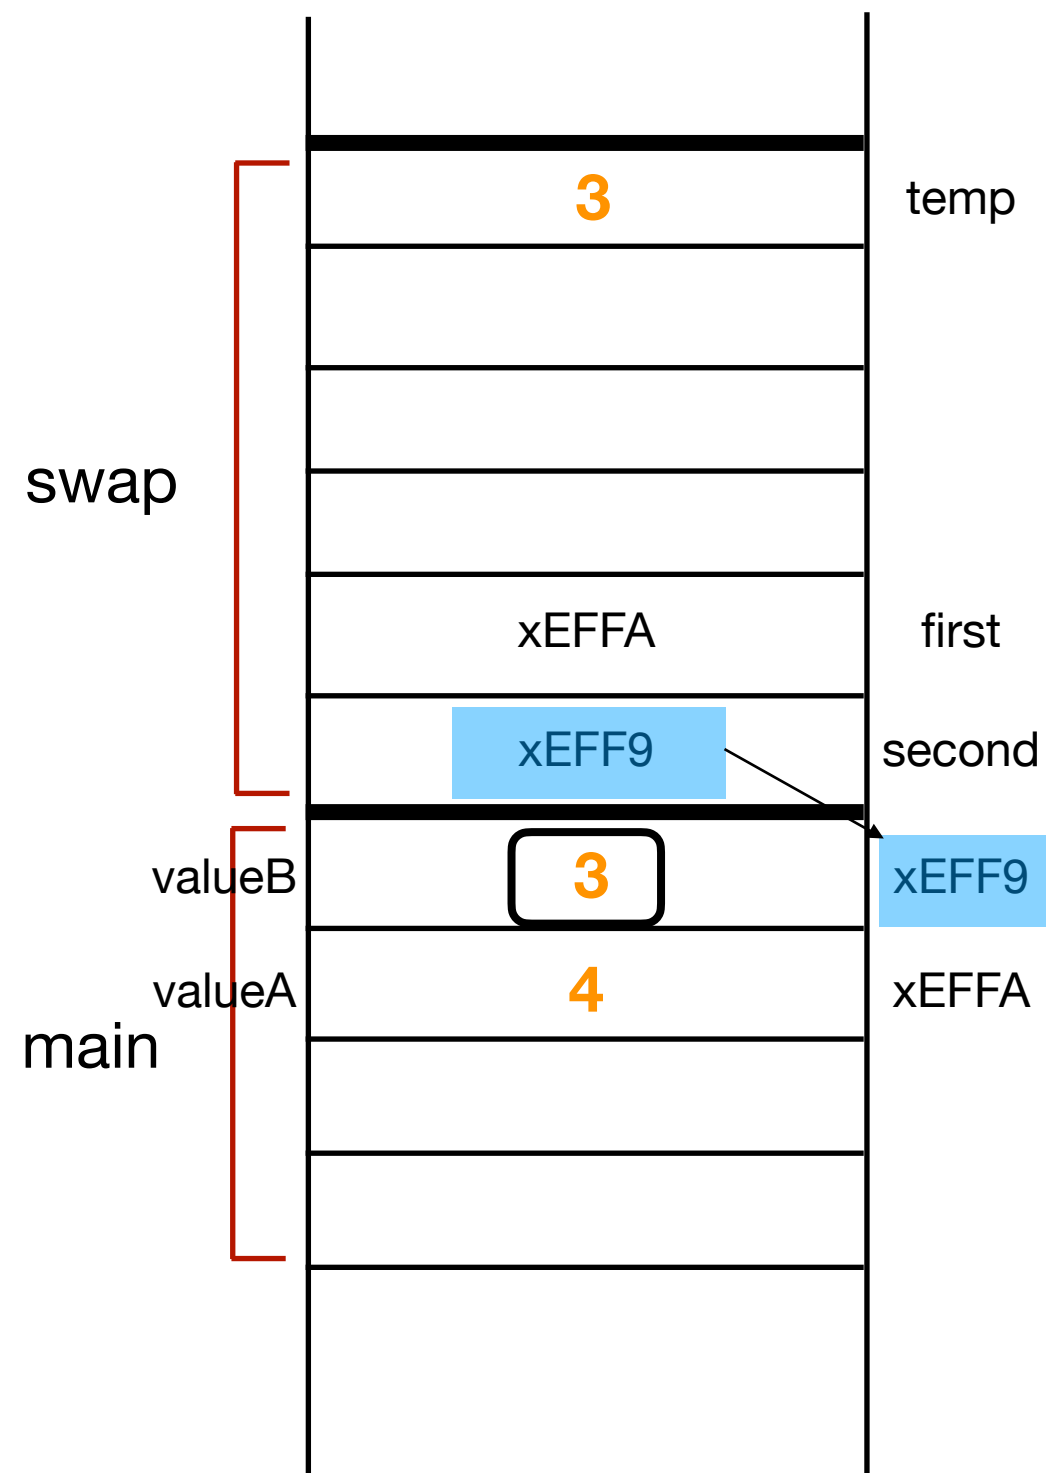 3 temp
swap
xEFFA first
xEFF9 second
valueB 3 xEFF9
valueA 4 xEFFA
main